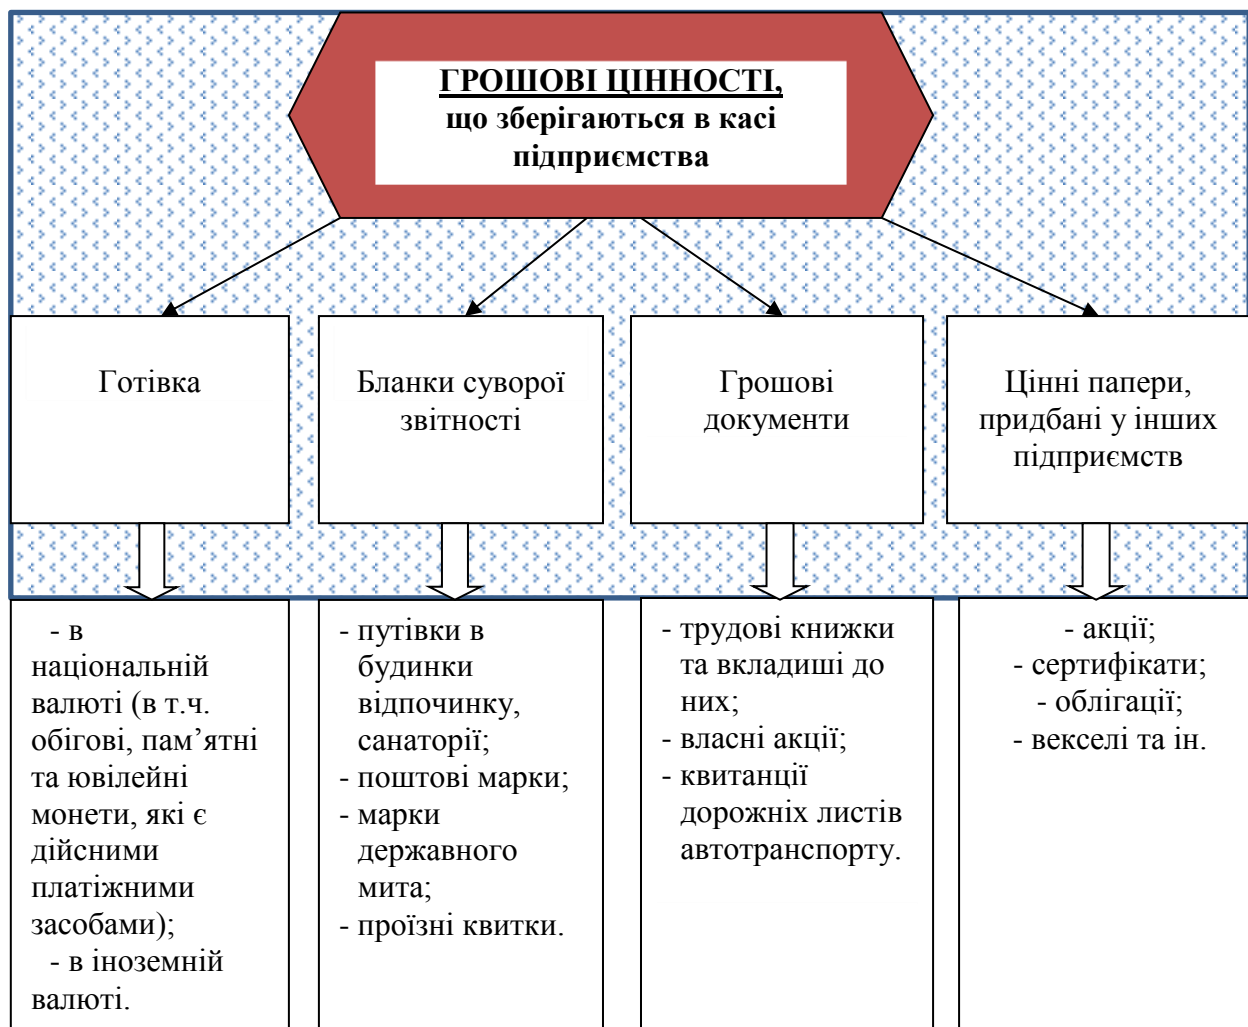 ГРОШОВІ ЦІННОСТІ,
що зберігаються в касі
підприємства
Готівка
Бланки суворої
звітності
Грошові
документи
Цінні папери,
придбані у інших
підприємств
- в
національній
валюті (в т.ч.
обігові, пам’ятні
та ювілейні
монети, які є
дійсними
платіжними
засобами);
- в іноземній
валюті.
- путівки в
будинки
відпочинку,
санаторії;
- поштові марки;
- марки
державного
мита;
- проїзні квитки.
- трудові книжки
та вкладиші до
них;
- власні акції;
- квитанції
дорожніх листів
автотранспорту.
- акції;
- сертифікати;
- облігації;
- векселі та ін.